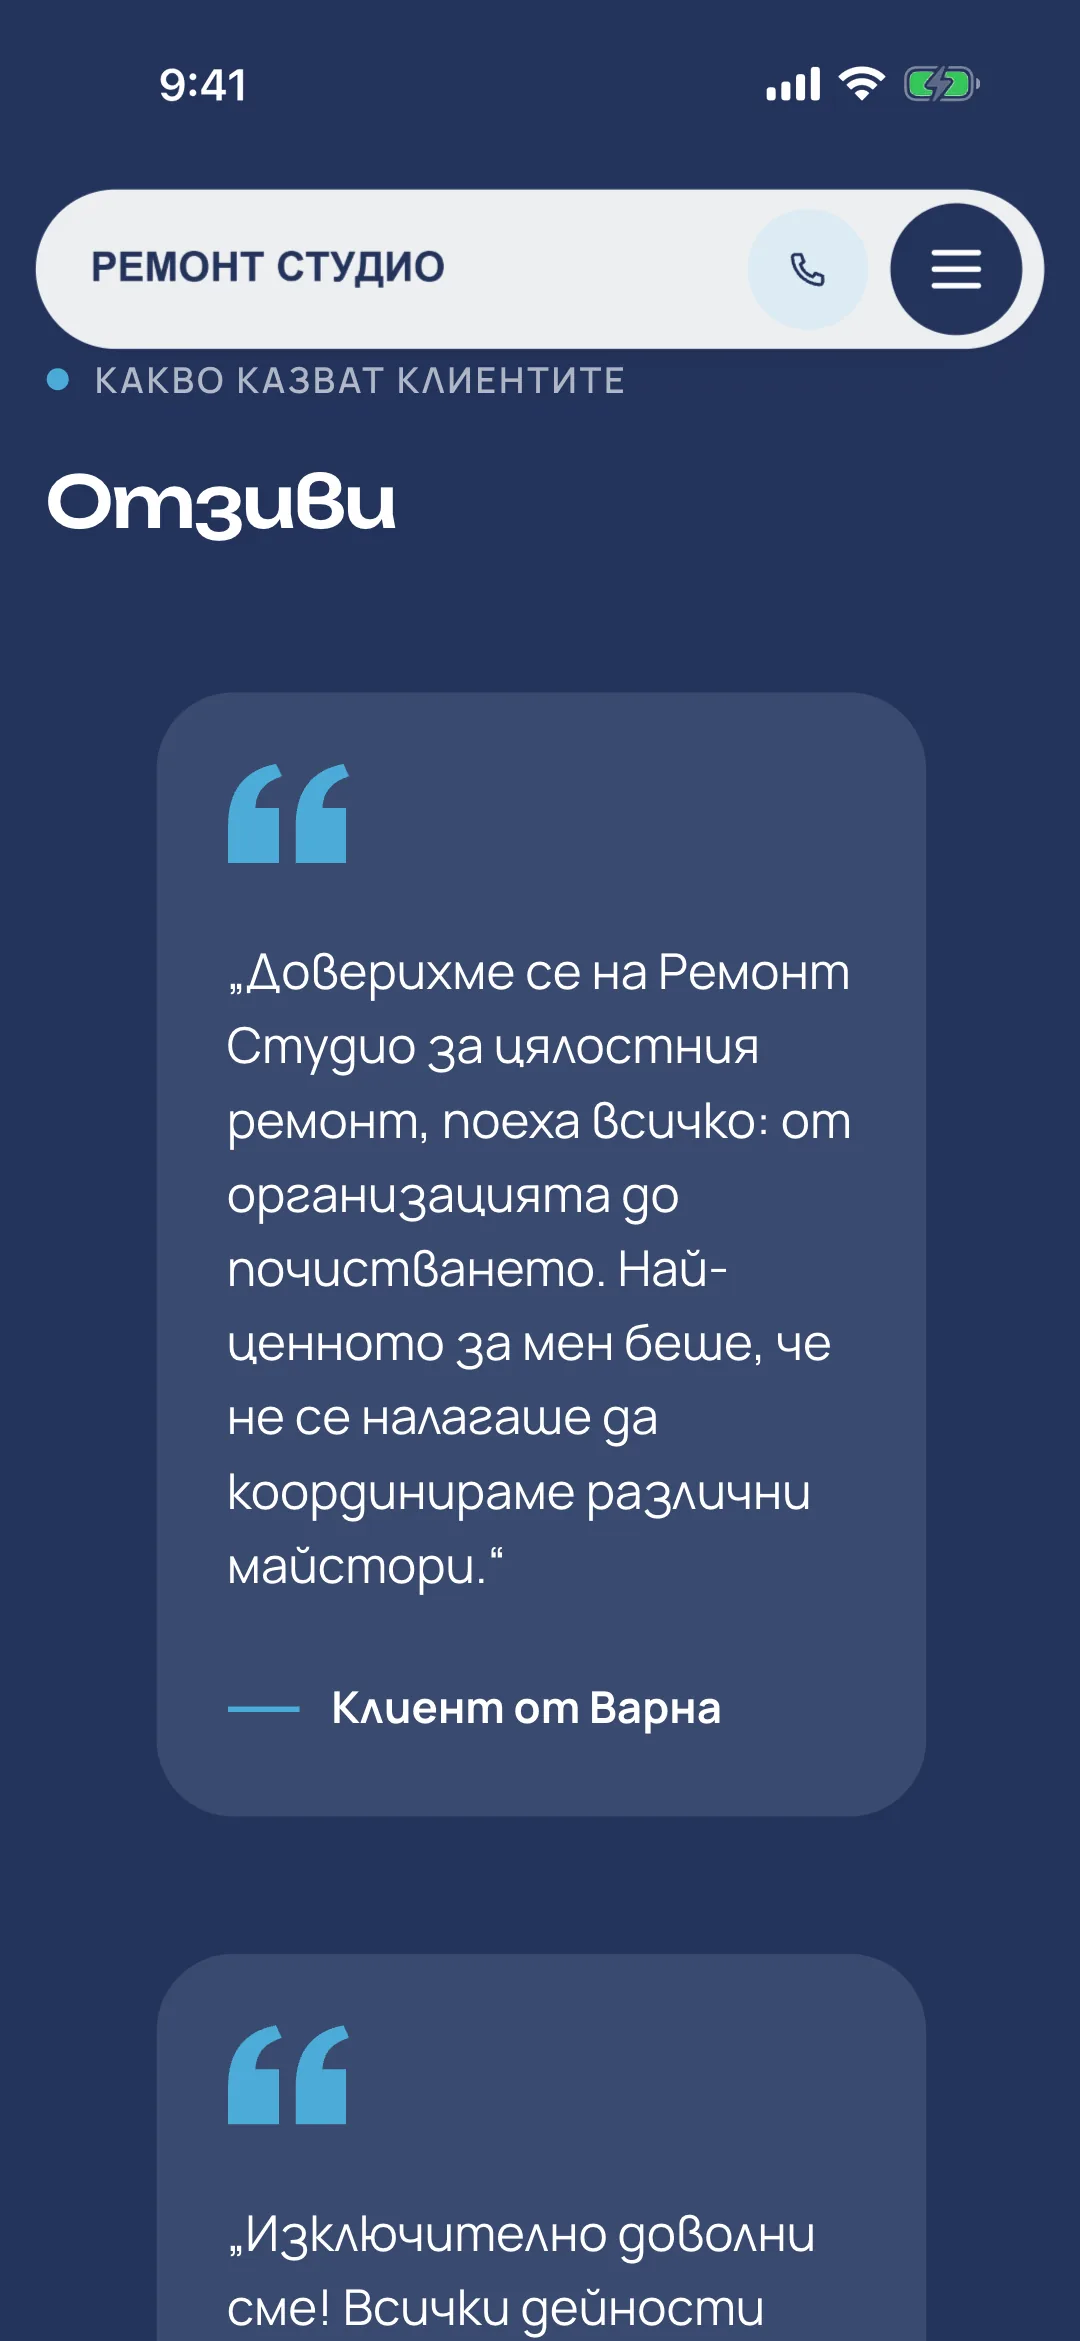 9:41
РЕМОНТ СТУДИО
КАКВО КАЗВАТ КЛИЕНТИТЕ
Отзиви
„Доверихме се на Ремонт
Студио за цялостния
ремонт, поеха всичко: от
организацията до
почистването. Най-
ценното за мен беше, че
не се налагаше да
координираме различни
майстори.“
Клиент от Варна
„Изключително доволни
сме! Всички дейности